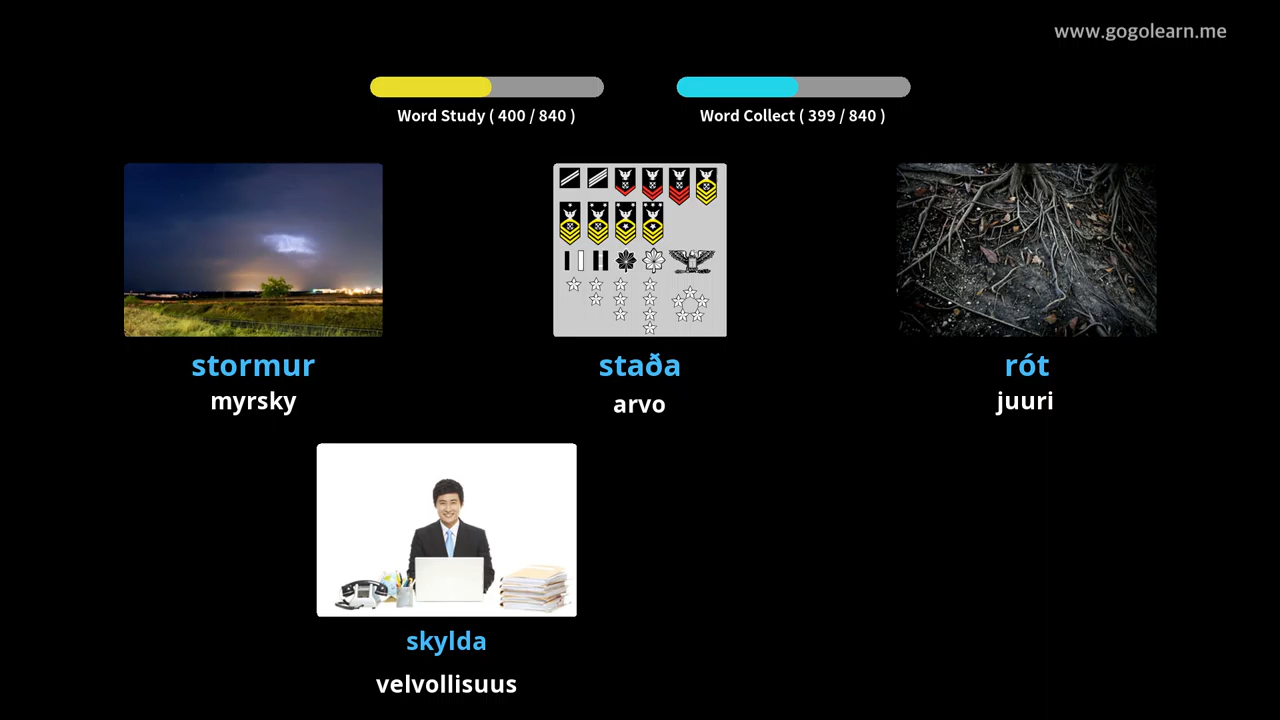 www.gogolearn.me
Word Study ( 400 / 840 )
Word Collect ( 399 / 840 )
stormur
myrsky
staða
arvo
rót
juuri
skylda
velvollisuus